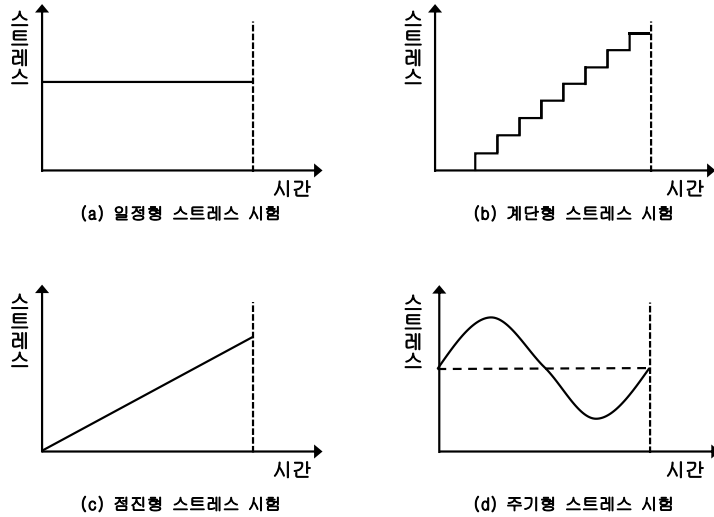 스트레스
시간
(a) 일정형 스트레스 시험
스트레스
시간
(b) 계단형 스트레스 시험
스트레스
시간
(c) 점진형 스트레스 시험
스트레스
시간
(d) 주기형 스트레스 시험